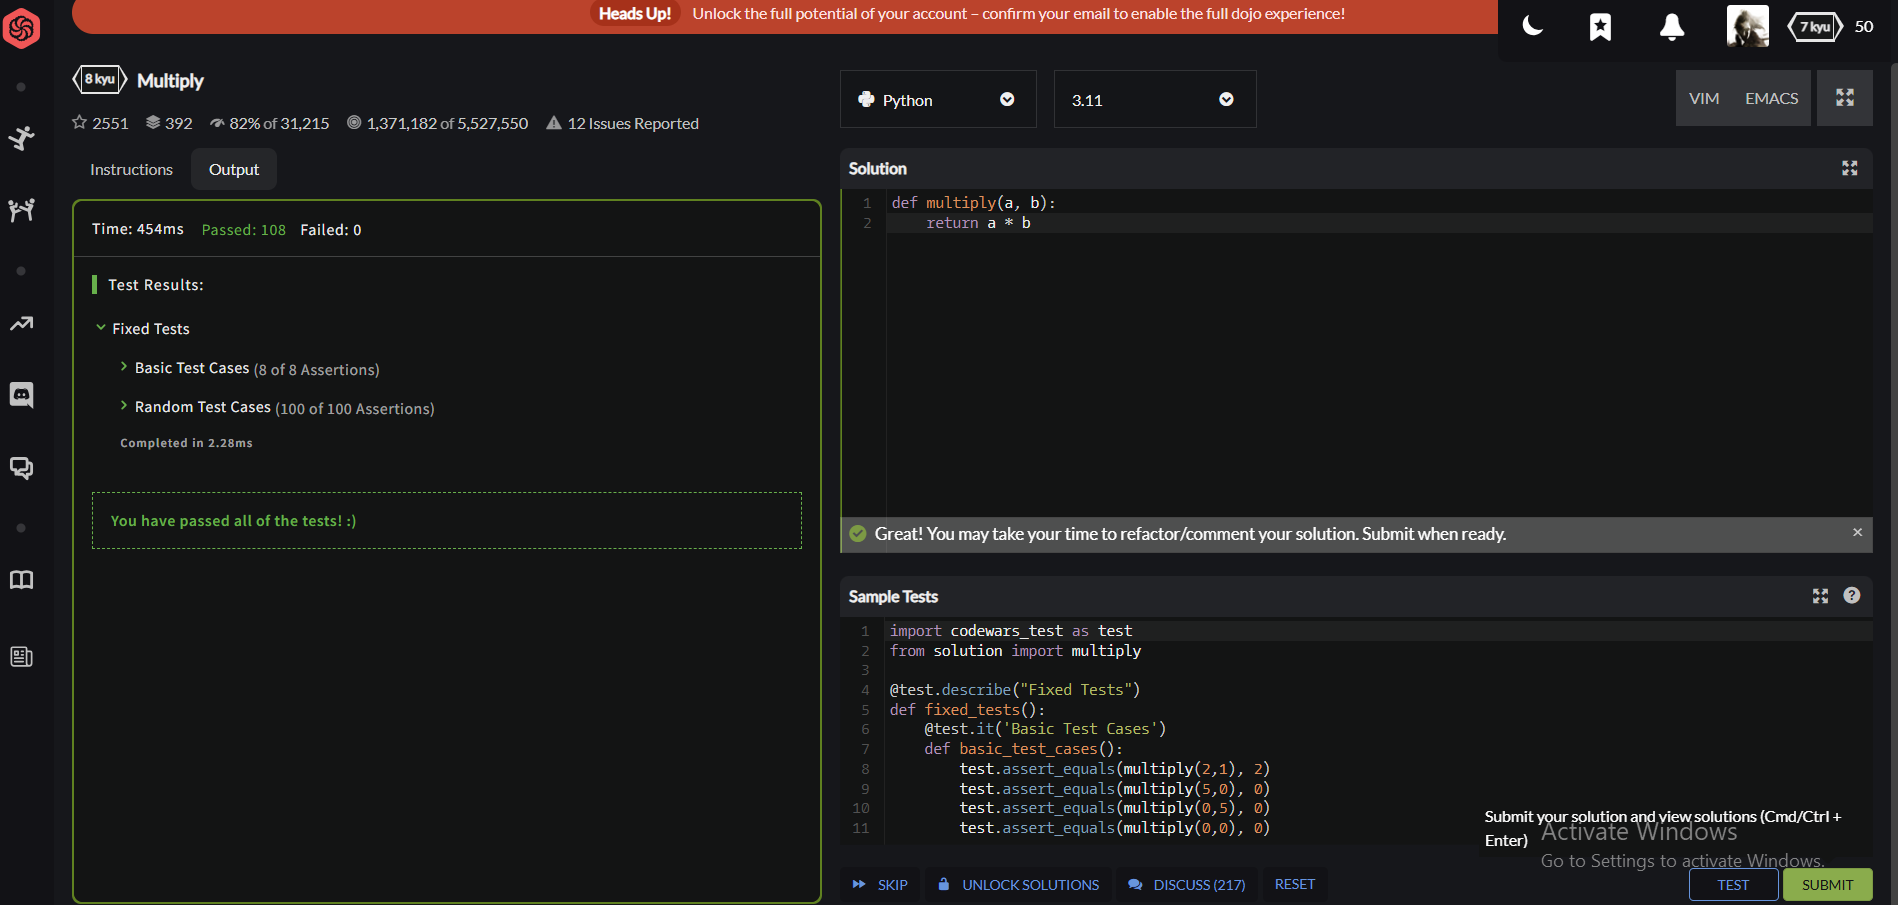 Heads Up! Unlock the full potential of your account – confirm your email to enable the full dojo experience!
7 kyu 50
8 kyu Multiply
2551 392 82% of 31,215 1,371,182 of 5,527,550 12 Issues Reported
Instructions Output
Time: 454ms Passed: 108 Failed: 0
Test Results:
Fixed Tests
Basic Test Cases (8 of 8 Assertions)
Random Test Cases (100 of 100 Assertions)
Completed in 2.28ms
You have passed all of the tests! :)
Python 3.11 VIM EMACS
Solution
1 def multiply(a, b):
2     return a * b
Great! You may take your time to refactor/comment your solution. Submit when ready.
Sample Tests
1 import codewars_test as test
2 from solution import multiply
3
4 @test.describe("Fixed Tests")
5 def fixed_tests():
6     @test.it('Basic Test Cases')
7     def basic_test_cases():
8         test.assert_equals(multiply(2,1), 2)
9         test.assert_equals(multiply(5,0), 0)
10         test.assert_equals(multiply(0,5), 0)
11         test.assert_equals(multiply(0,0), 0)
Submit your solution and view solutions (Cmd/Ctrl +
Enter)
Activate Windows
Go to Settings to activate Windows.
SKIP UNLOCK SOLUTIONS DISCUSS (217) RESET TEST SUBMIT